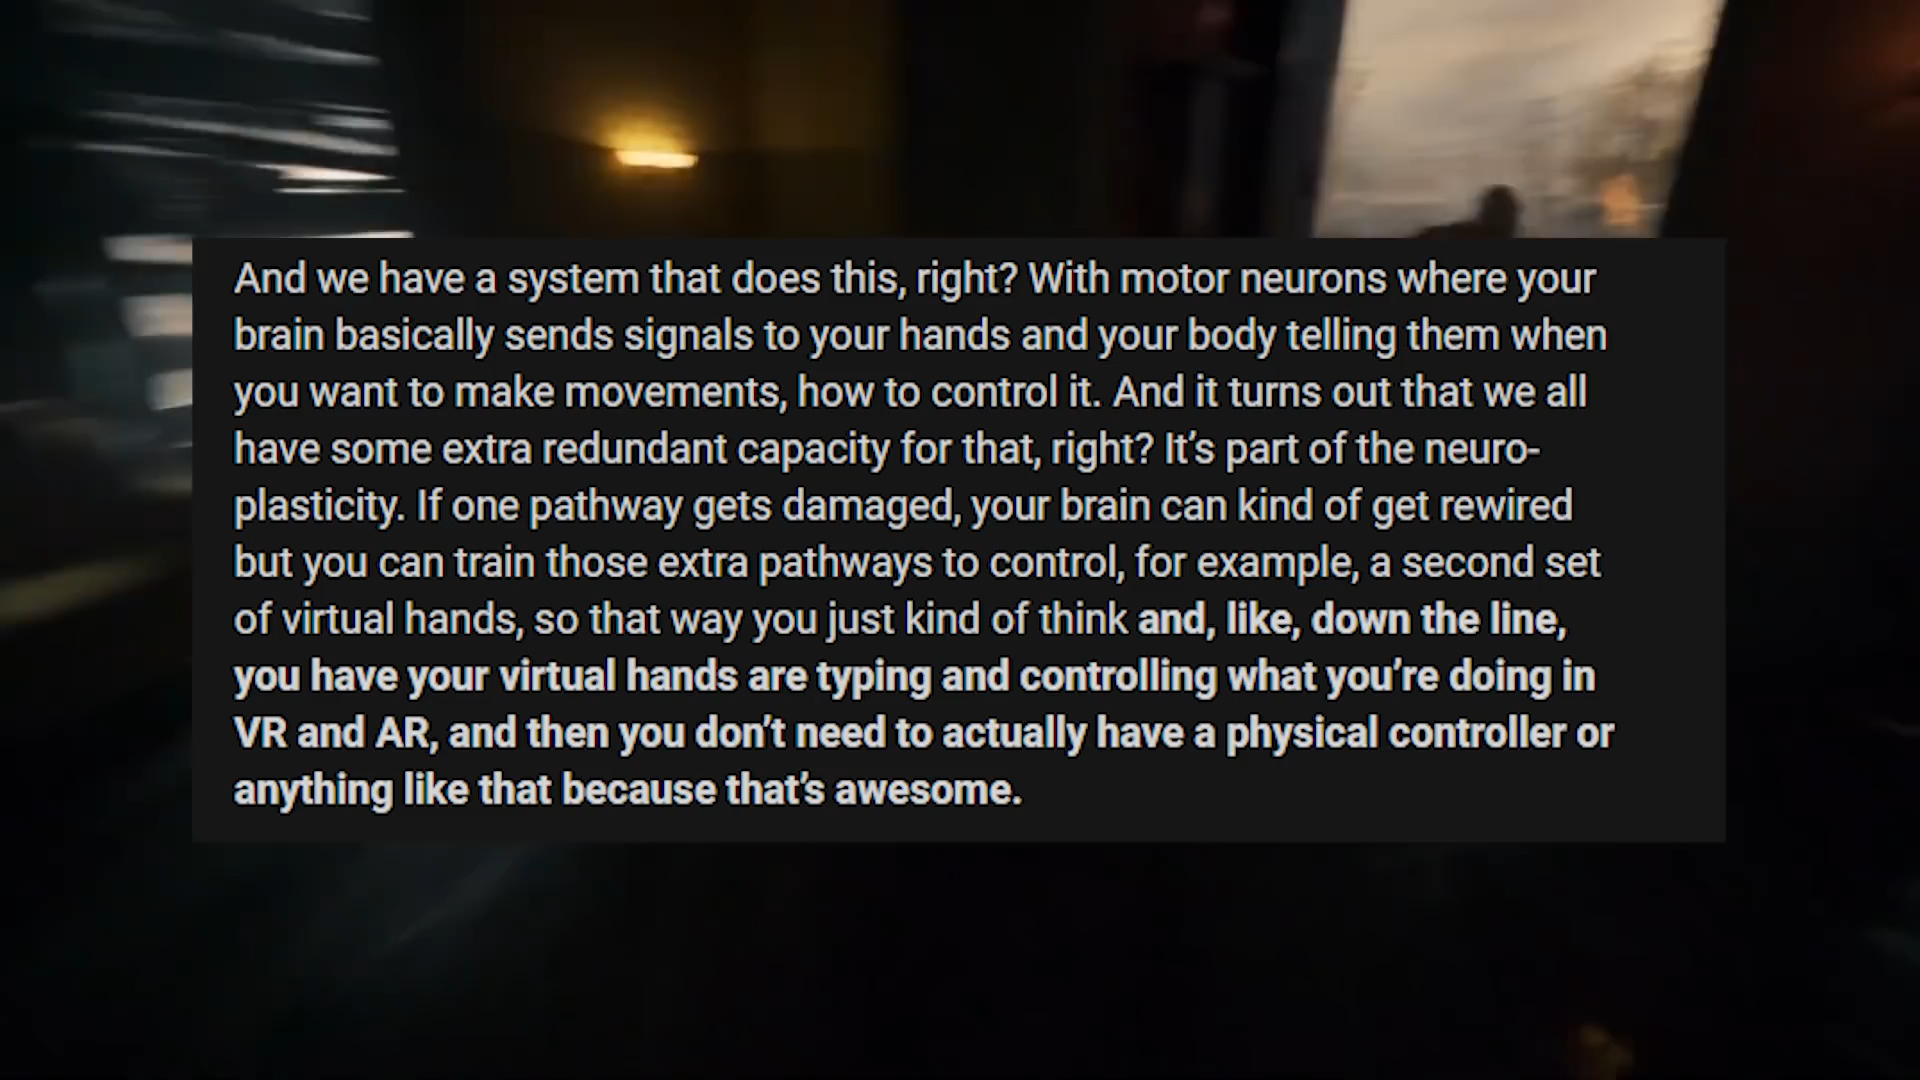 And we have a system that does this, right? With motor neurons where your
brain basically sends signals to your hands and your body telling them when
you want to make movements, how to control it. And it turns out that we all
have some extra redundant capacity for that, right? It’s part of the neuro-
plasticity. If one pathway gets damaged, your brain can kind of get rewired
but you can train those extra pathways to control, for example, a second set
of virtual hands, so that way you just kind of think and, like, down the line,
you have your virtual hands are typing and controlling what you’re doing in
VR and AR, and then you don’t need to actually have a physical controller or
anything like that because that’s awesome.